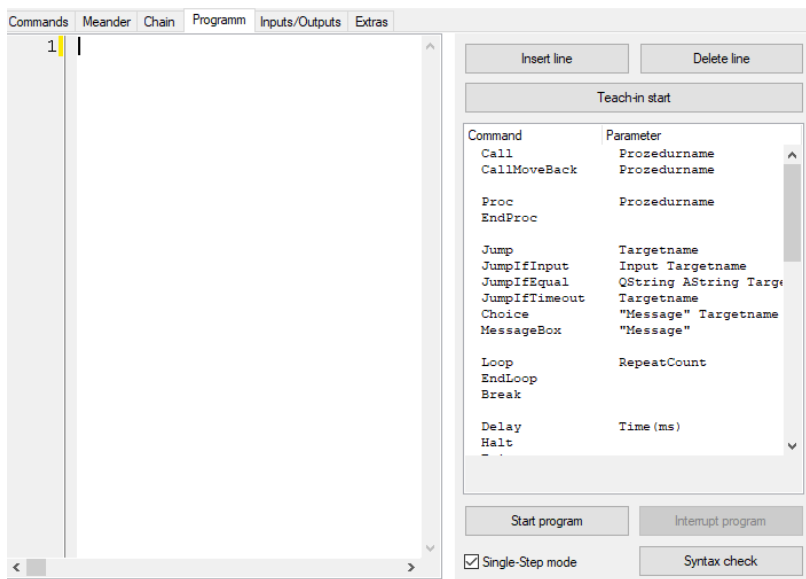 Commands Meander Chain Programm Inputs/Outputs Extras
1
Insert line Delete line
Teach-in start
Command Parameter
Call Prozedurname
CallMoveBack Prozedurname
Proc Prozedurname
EndProc
Jump Targetname
JumpIfInput Input Targetname
JumpIfEqual QString AString Targe
JumpIfTimeout Targetname
Choice "Message" Targetname
MessageBox "Message"
Loop RepeatCount
EndLoop
Break
Delay Time(ms)
Halt
Start program Interrupt program
Single-Step mode Syntax check